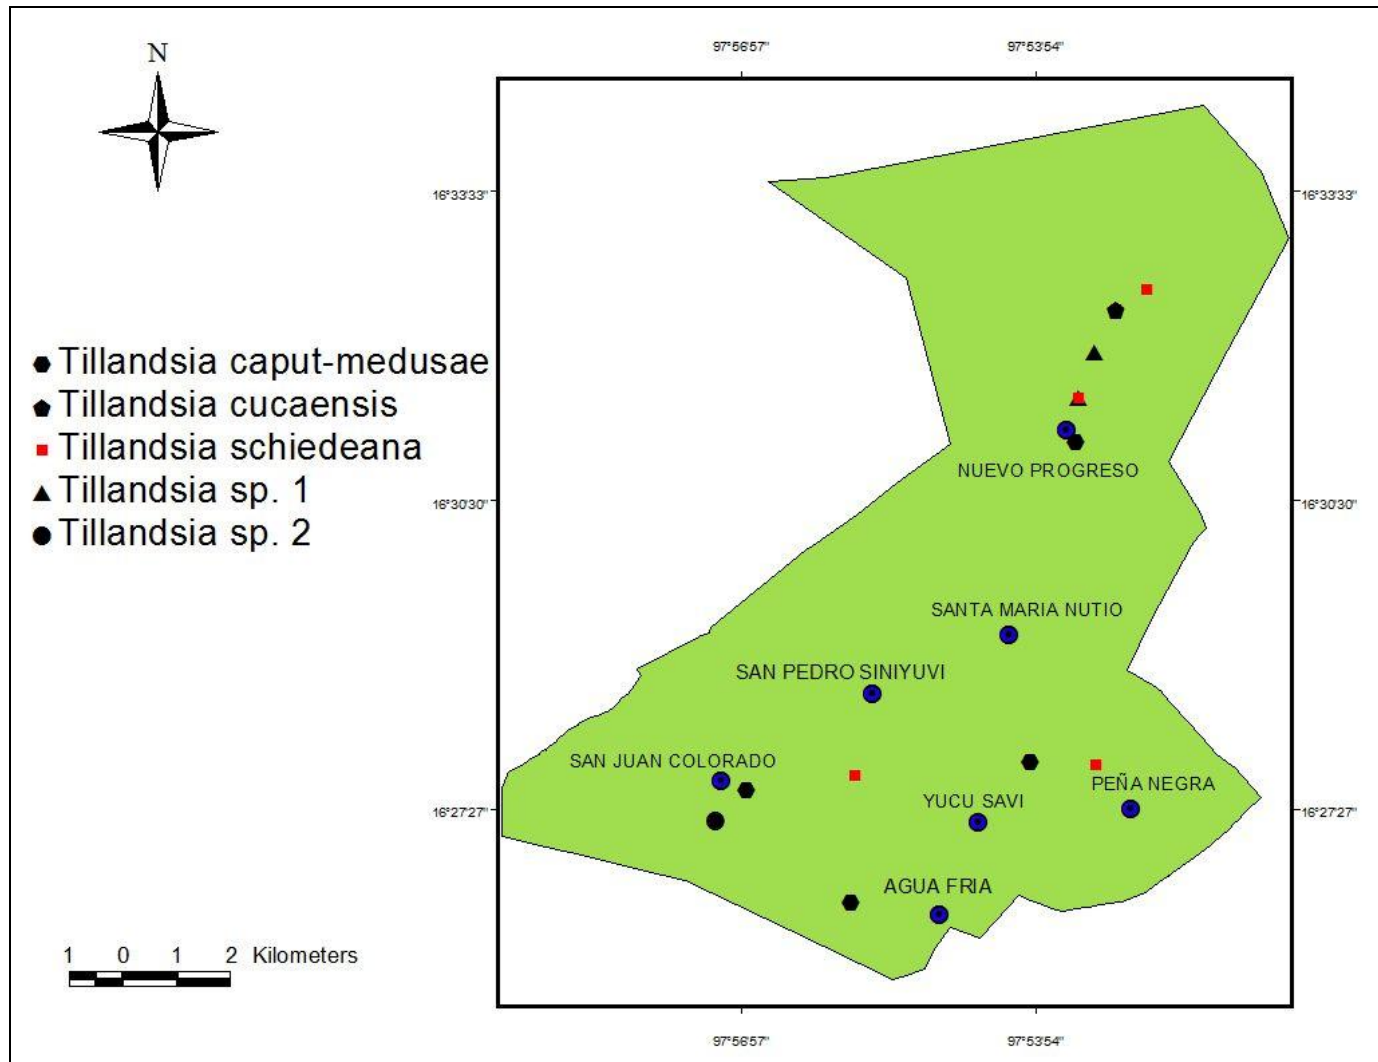 N
97°56'57" 97°53'54"
16°33'33" 16°33'33"
Tillandsia caput-medusae
Tillandsia cucaensis
Tillandsia schiedeana
Tillandsia sp. 1
Tillandsia sp. 2
NUEVO PROGRESO
16°30'30" 16°30'30"
SANTA MARIA NUTIO
SAN PEDRO SINIYUVI
SAN JUAN COLORADO
PEÑA NEGRA
YUCU SAVI
16°27'27" 16°27'27"
AGUA FRIA
1 0 1 2 Kilometers
97°56'57" 97°53'54"